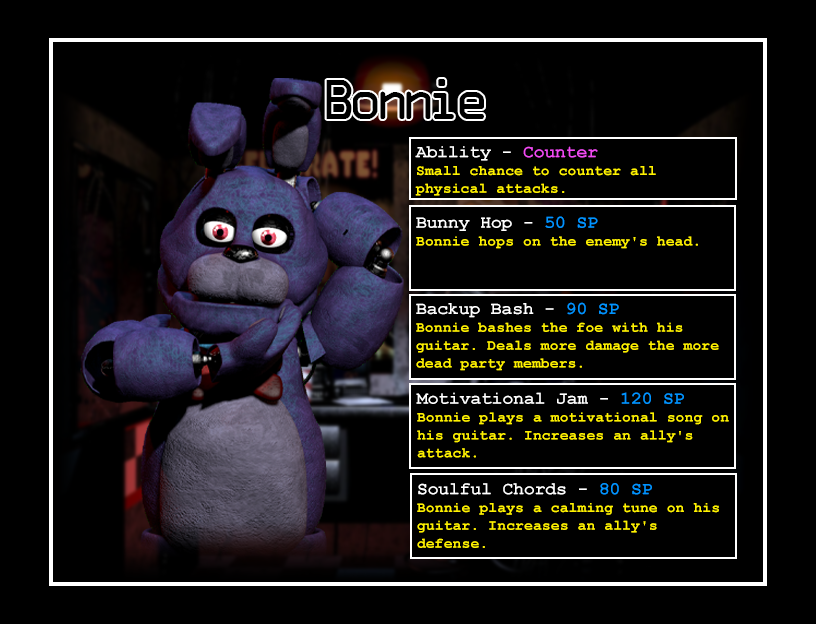 Bonnie
Ability - Counter
Small chance to counter all
physical attacks.
Bunny Hop - 50 SP
Bonnie hops on the enemy's head.
Backup Bash - 90 SP
Bonnie bashes the foe with his
guitar. Deals more damage the more
dead party members.
Motivational Jam - 120 SP
Bonnie plays a motivational song on
his guitar. Increases an ally's
attack.
Soulful Chords - 80 SP
Bonnie plays a calming tune on his
guitar. Increases an ally's
defense.